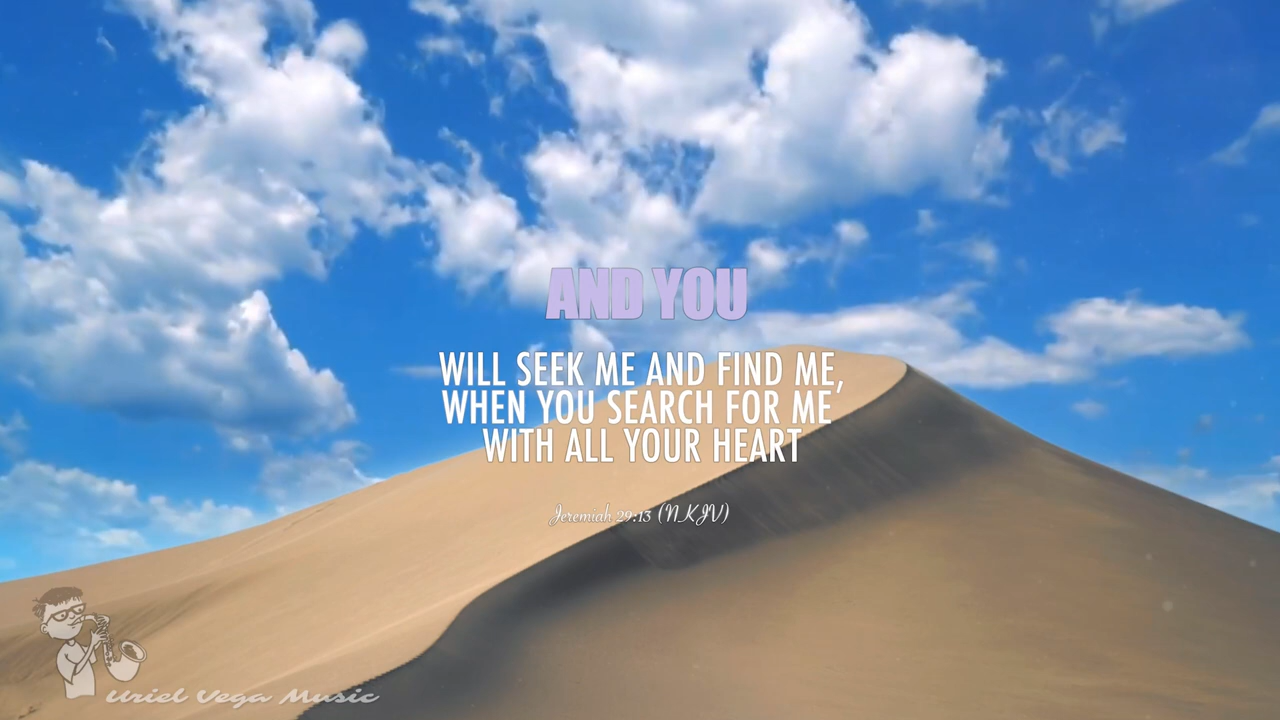 AND YOU
WILL SEEK ME AND FIND ME,
WHEN YOU SEARCH FOR ME
WITH ALL YOUR HEART
Jeremiah 29:13 (NKJV)
Uriel Vega Music